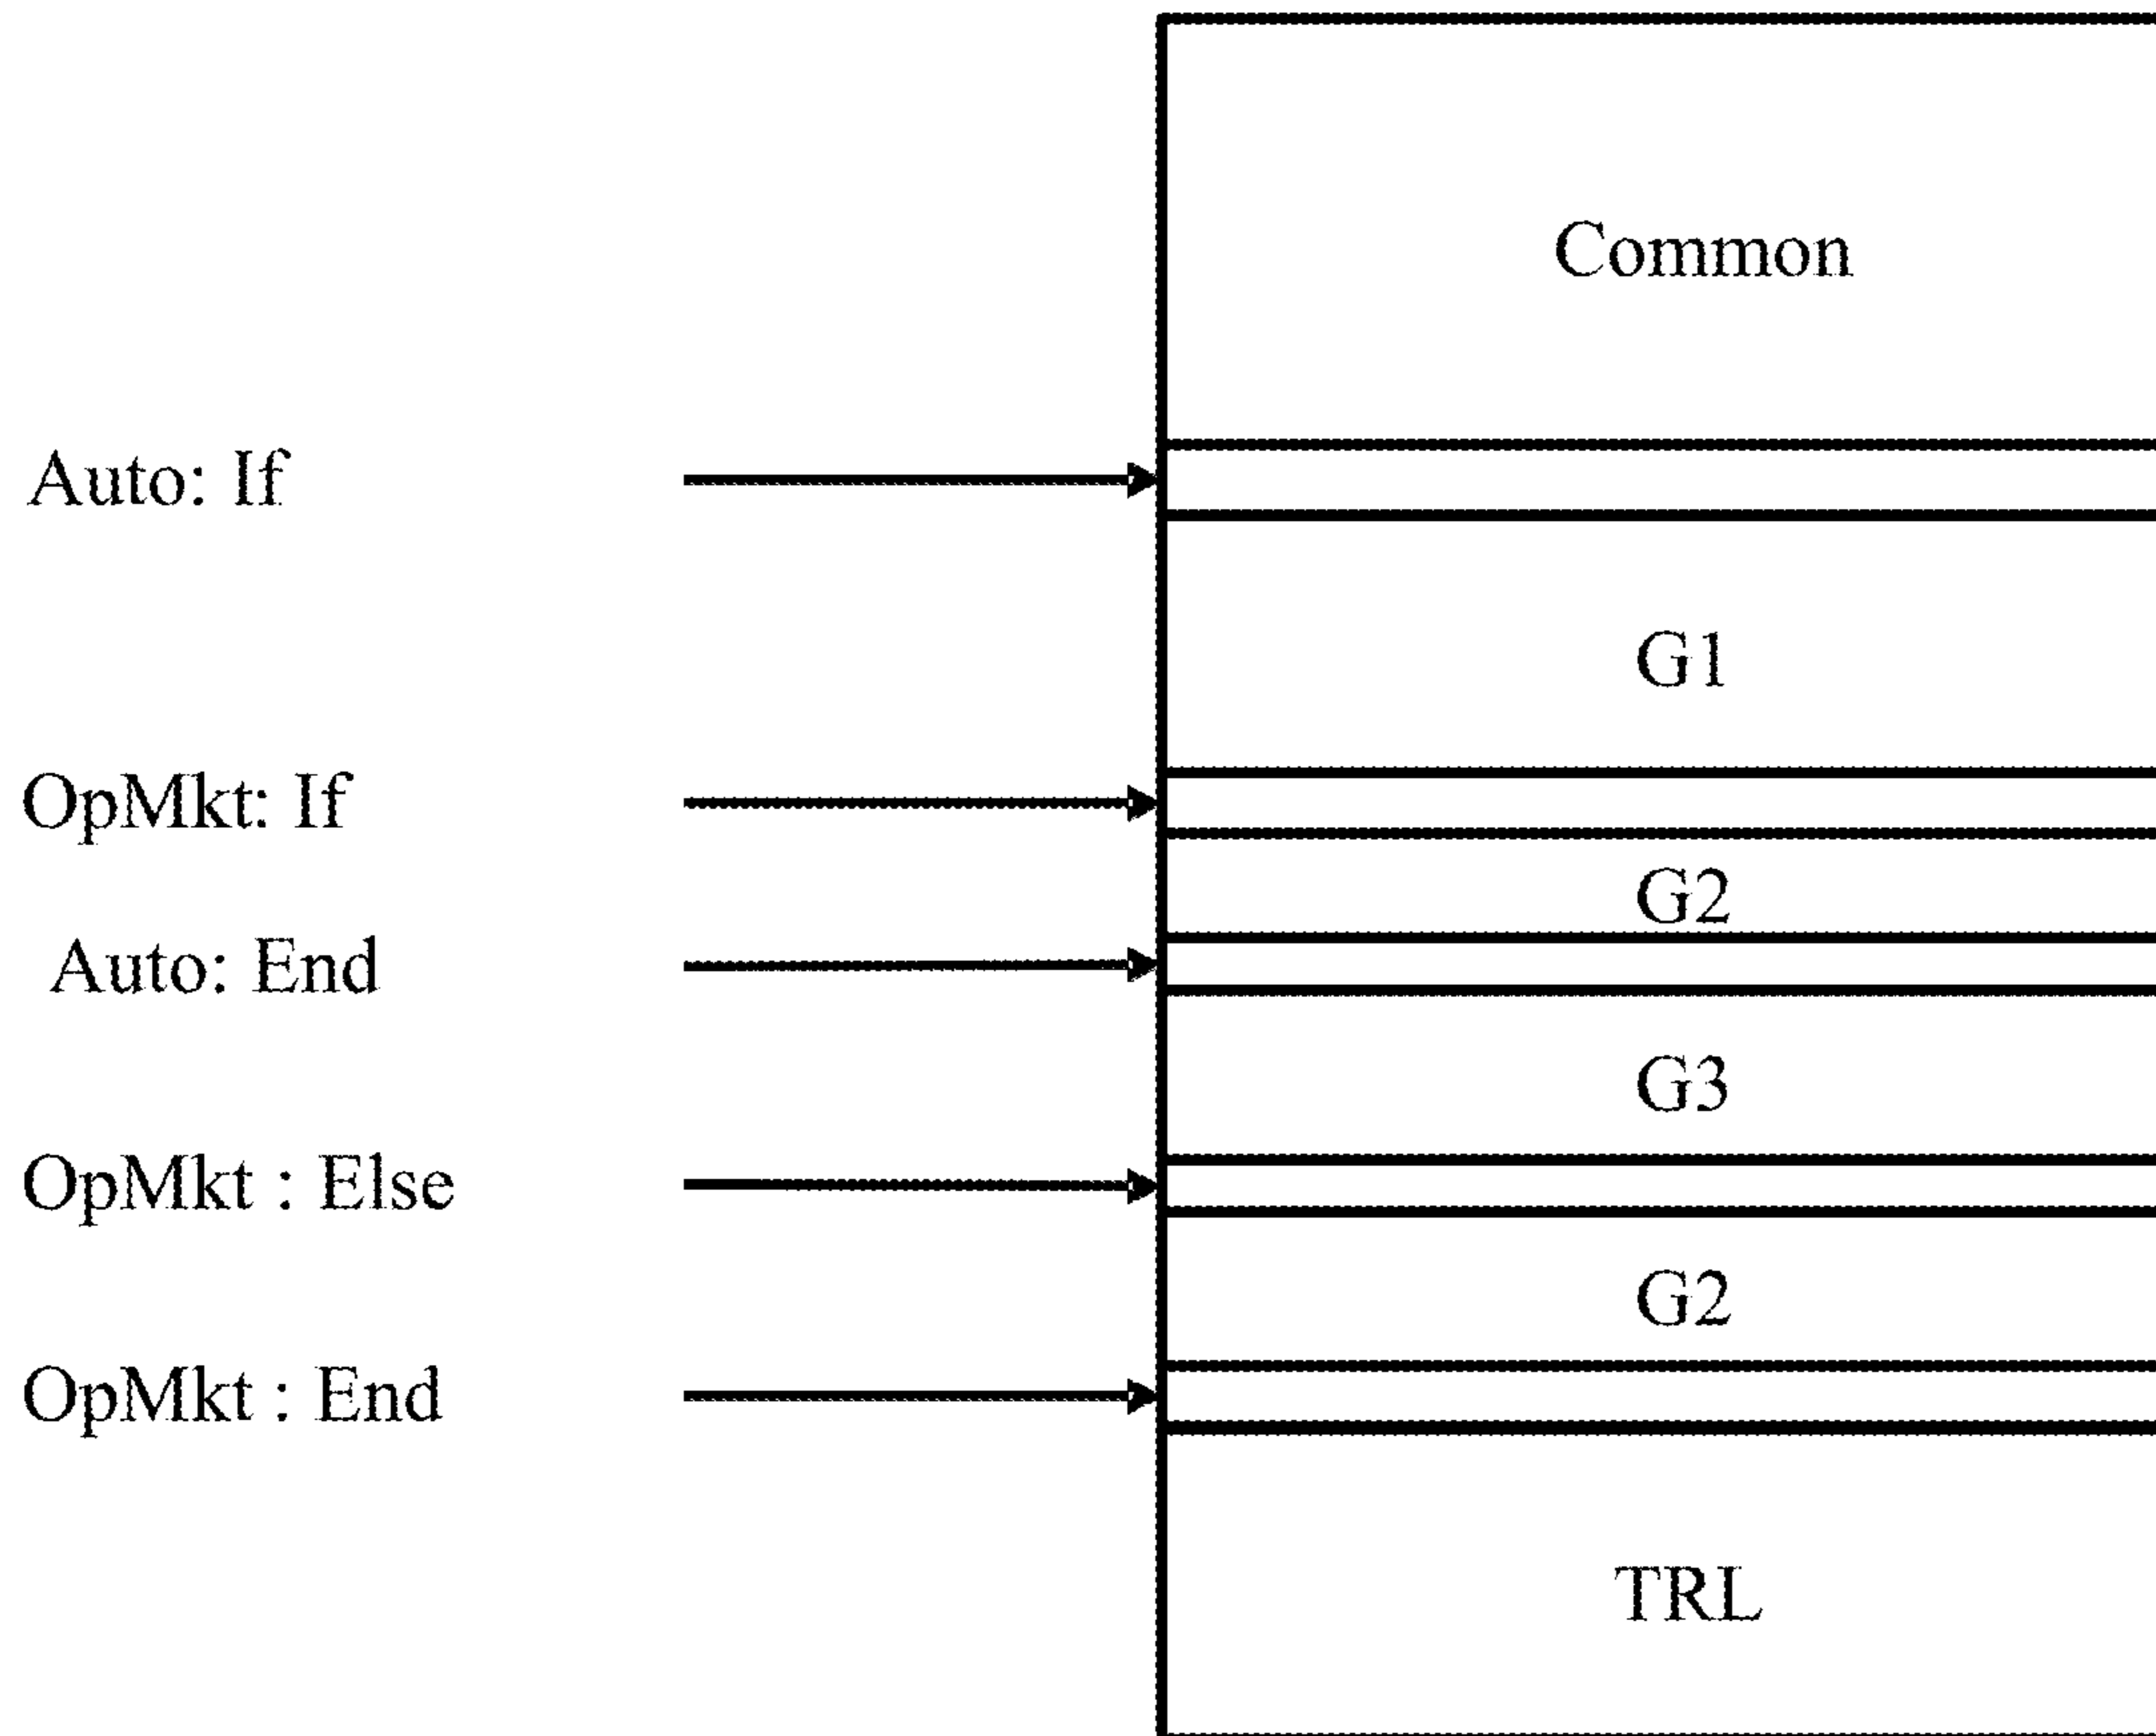 Common
Auto: If
G1
OpMkt: If
G2
Auto: End
G3
OpMkt : Else
G2
OpMkt : End
TRL